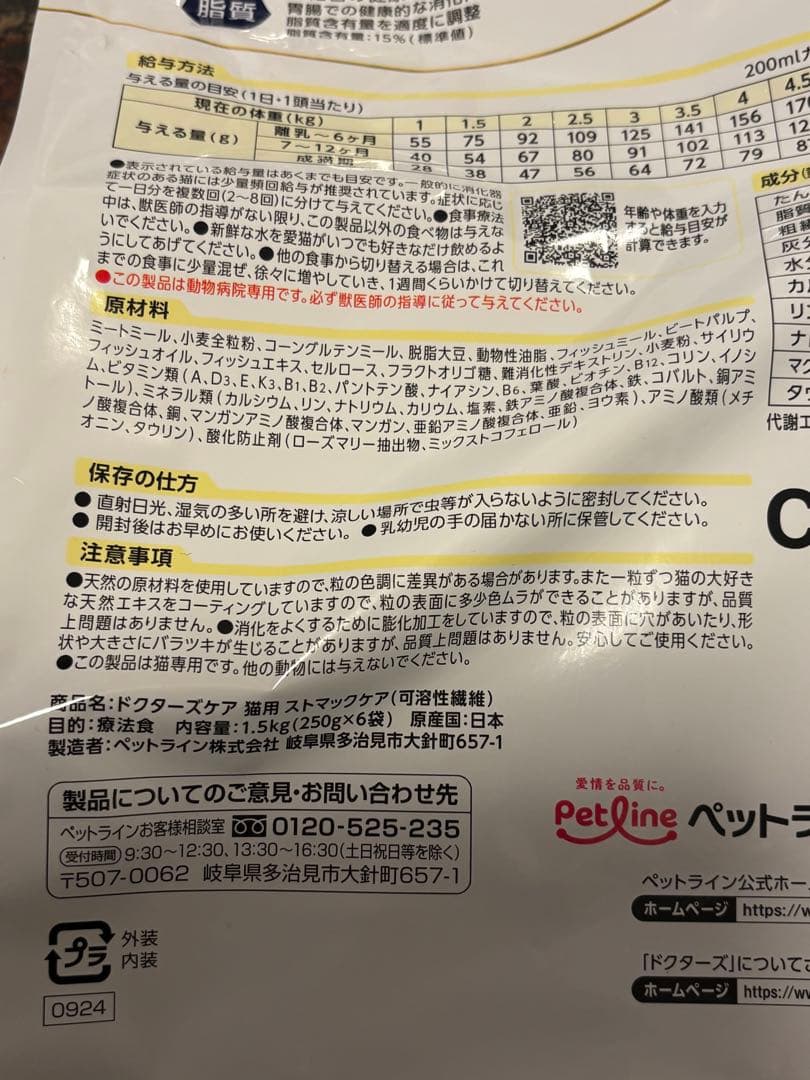 脂質
胃腸での健康的な消化
脂質含有量を適度に調整
脂質含有量:15%(標準値)
給与方法
200ml
与える量の目安(1日・1頭当たり)
現在の体重(kg) 1 1.5 2 2.5 3 3.5 4 4.5
与える量(g)
離乳～6ヶ月 55 75 92 109 125 141 156
7～12ヶ月 40 54 67 80 91 102 113
成猫期 28 38 47 56 64 72 79
●表示されている給与量はあくまでも目安です。一般的に消化器
症状のある猫には少量頻回給与が推奨されています。症状に応じ
て一日分を複数回(2～8回)に分けて与えてください。●食事療法
中は、獣医師の指導がない限り、この製品以外の食べ物は与えな
いでください。●新鮮な水を愛猫がいつでも好きなだけ飲めるよ
うにしてあげてください。●他の食事から切り替える場合は、これ
までの食事に少量混ぜ、徐々に増やしていき、1週間くらいかけて切り替えてください。
●この製品は動物病院専用です。必ず獣医師の指導に従って与えてください。
年齢や体重を入力
すると給与目安が
計算できます。
成分
たん
脂質
粗繊
灰分
水分
カル
リン
ナト
マグ
タウ
代謝エ
原材料
ミートミール、小麦全粒粉、コーングルテンミール、脱脂大豆、動物性油脂、フィッシュミール、ビートパルプ、
フィッシュオイル、フィッシュエキス、セルロース、フラクトオリゴ糖、難消化性デキストリン、小麦粉、サイリウ
ム、ビタミン類(A、D3、E、K3、B1、B2、パントテン酸、ナイアシン、B6、葉酸、ビオチン、B12、コリン、イノシ
トール)、ミネラル類(カルシウム、リン、ナトリウム、カリウム、塩素、鉄アミノ酸複合体、鉄、コバルト、銅アミ
ノ酸複合体、銅、マンガンアミノ酸複合体、マンガン、亜鉛アミノ酸複合体、亜鉛、ヨウ素)、アミノ酸類(メチ
オニン、タウリン)、酸化防止剤(ローズマリー抽出物、ミックストコフェロール)
保存の仕方
● 直射日光、湿気の多い所を避け、涼しい場所で虫等が入らないように密封してください。
● 開封後はお早めにお使いください。 ● 乳幼児の手の届かない所に保管してください。
注意事項
●天然の原材料を使用していますので、粒の色調に差異がある場合があります。また一粒ずつ猫の大好き
な天然エキスをコーティングしていますので、粒の表面に多少色ムラができることがありますが、品質
上問題はありません。●消化をよくするために膨化加工をしていますので、粒の表面に穴があいたり、形
状や大きさにバラツキが生じることがありますが、品質上問題はありません。安心してご使用ください。
●この製品は猫専用です。他の動物には与えないでください。
商品名:ドクターズケア 猫用 ストマックケア(可溶性繊維)
目的:療法食 内容量:1.5kg(250g×6袋) 原産国:日本
製造者:ペットライン株式会社 岐阜県多治見市大針町657-1
製品についてのご意見・お問い合わせ先
ペットラインお客様相談室 0120-525-235
受付時間 9:30～12:30、13:30～16:30(土日祝日等を除く)
〒507-0062 岐阜県多治見市大針町657-1
愛情を品質に。
Petline ペットラ
ペットライン公式ホー
ホームページ https://w
「ドクターズ」についてさ
ホームページ https://ww
プラ
外装
内装
0924